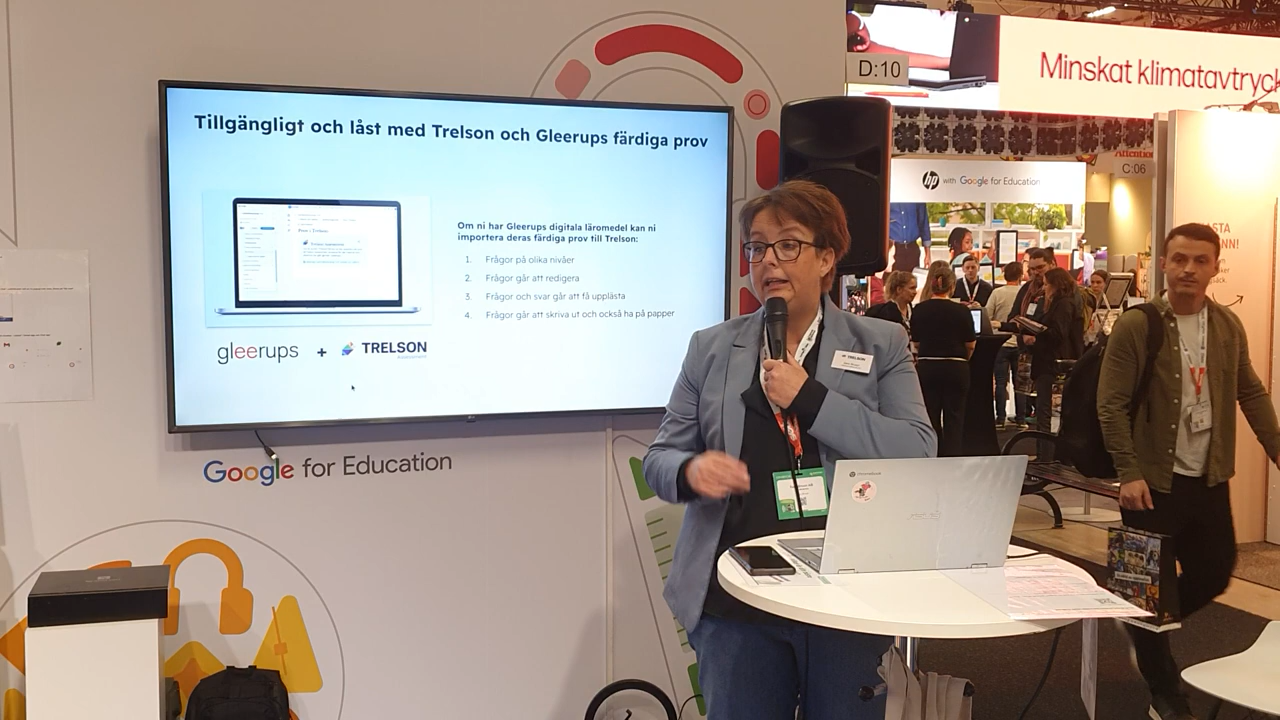 Tillgängligt och låst med Trelson och Gleerups färdiga prov
Om ni har Gleerups digitala läromedel kan ni
importera deras färdiga prov till Trelson:
1. Frågor på olika nivåer
2. Frågor går att redigera
3. Frågor och svar går att få upplästa
4. Frågor går att skriva ut och också ha på papper
gleerups + TRELSON
Google for Education
D:10
Minskat klimatavtryck
C:06
hp with Google for Education
TRELSON
chromebook